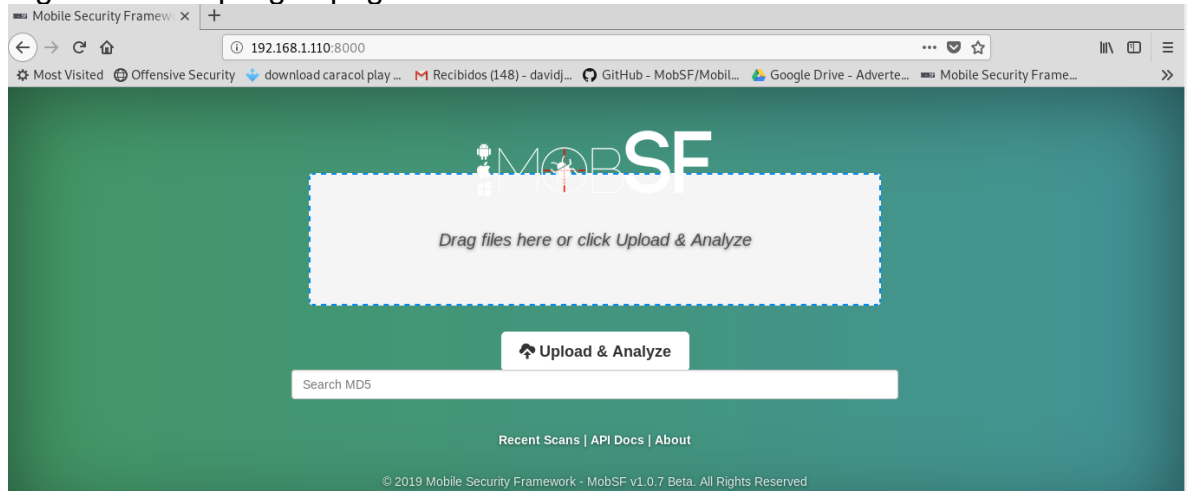 Mobile Security Framew
192.168.1.110:8000
Most Visited Offensive Security download caracol play ... Recibidos (148) - davidj... GitHub - MobSF/Mobil... Google Drive - Adverte... Mobile Security Frame...
MOBSF
Drag files here or click Upload & Analyze
Upload & Analyze
Search MD5
Recent Scans | API Docs | About
© 2019 Mobile Security Framework - MobSF v1.0.7 Beta. All Rights Reserved